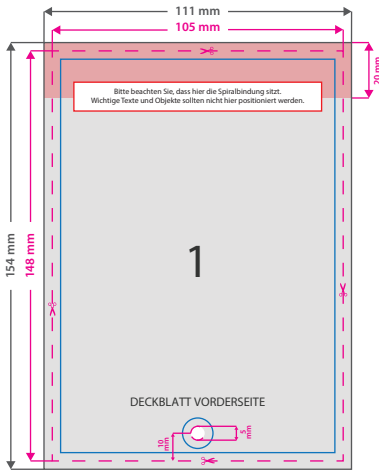 111 mm
105 mm
20 mm
Bitte beachten Sie, dass hier die Spiralbindung sitzt.
Wichtige Texte und Objekte sollten nicht hier positioniert werden.
154 mm
148 mm
1
DECKBLATT VORDERSEITE
10 mm
5 mm